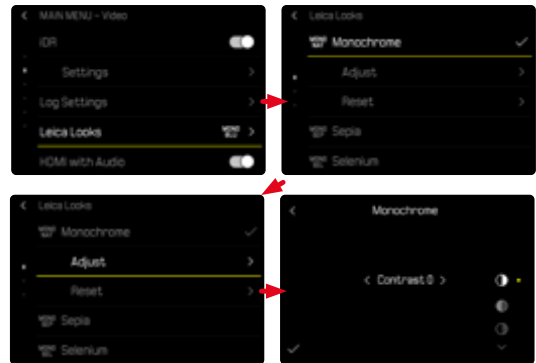 MAIN MENU - Video
iDR
Settings
Log Settings
Leica Looks
HDMI with Audio
Leica Looks
Monochrome
Adjust
Reset
Sepia
Selenium
Leica Looks
Monochrome
Adjust
Reset
Sepia
Selenium
Monochrome
Contrast 0